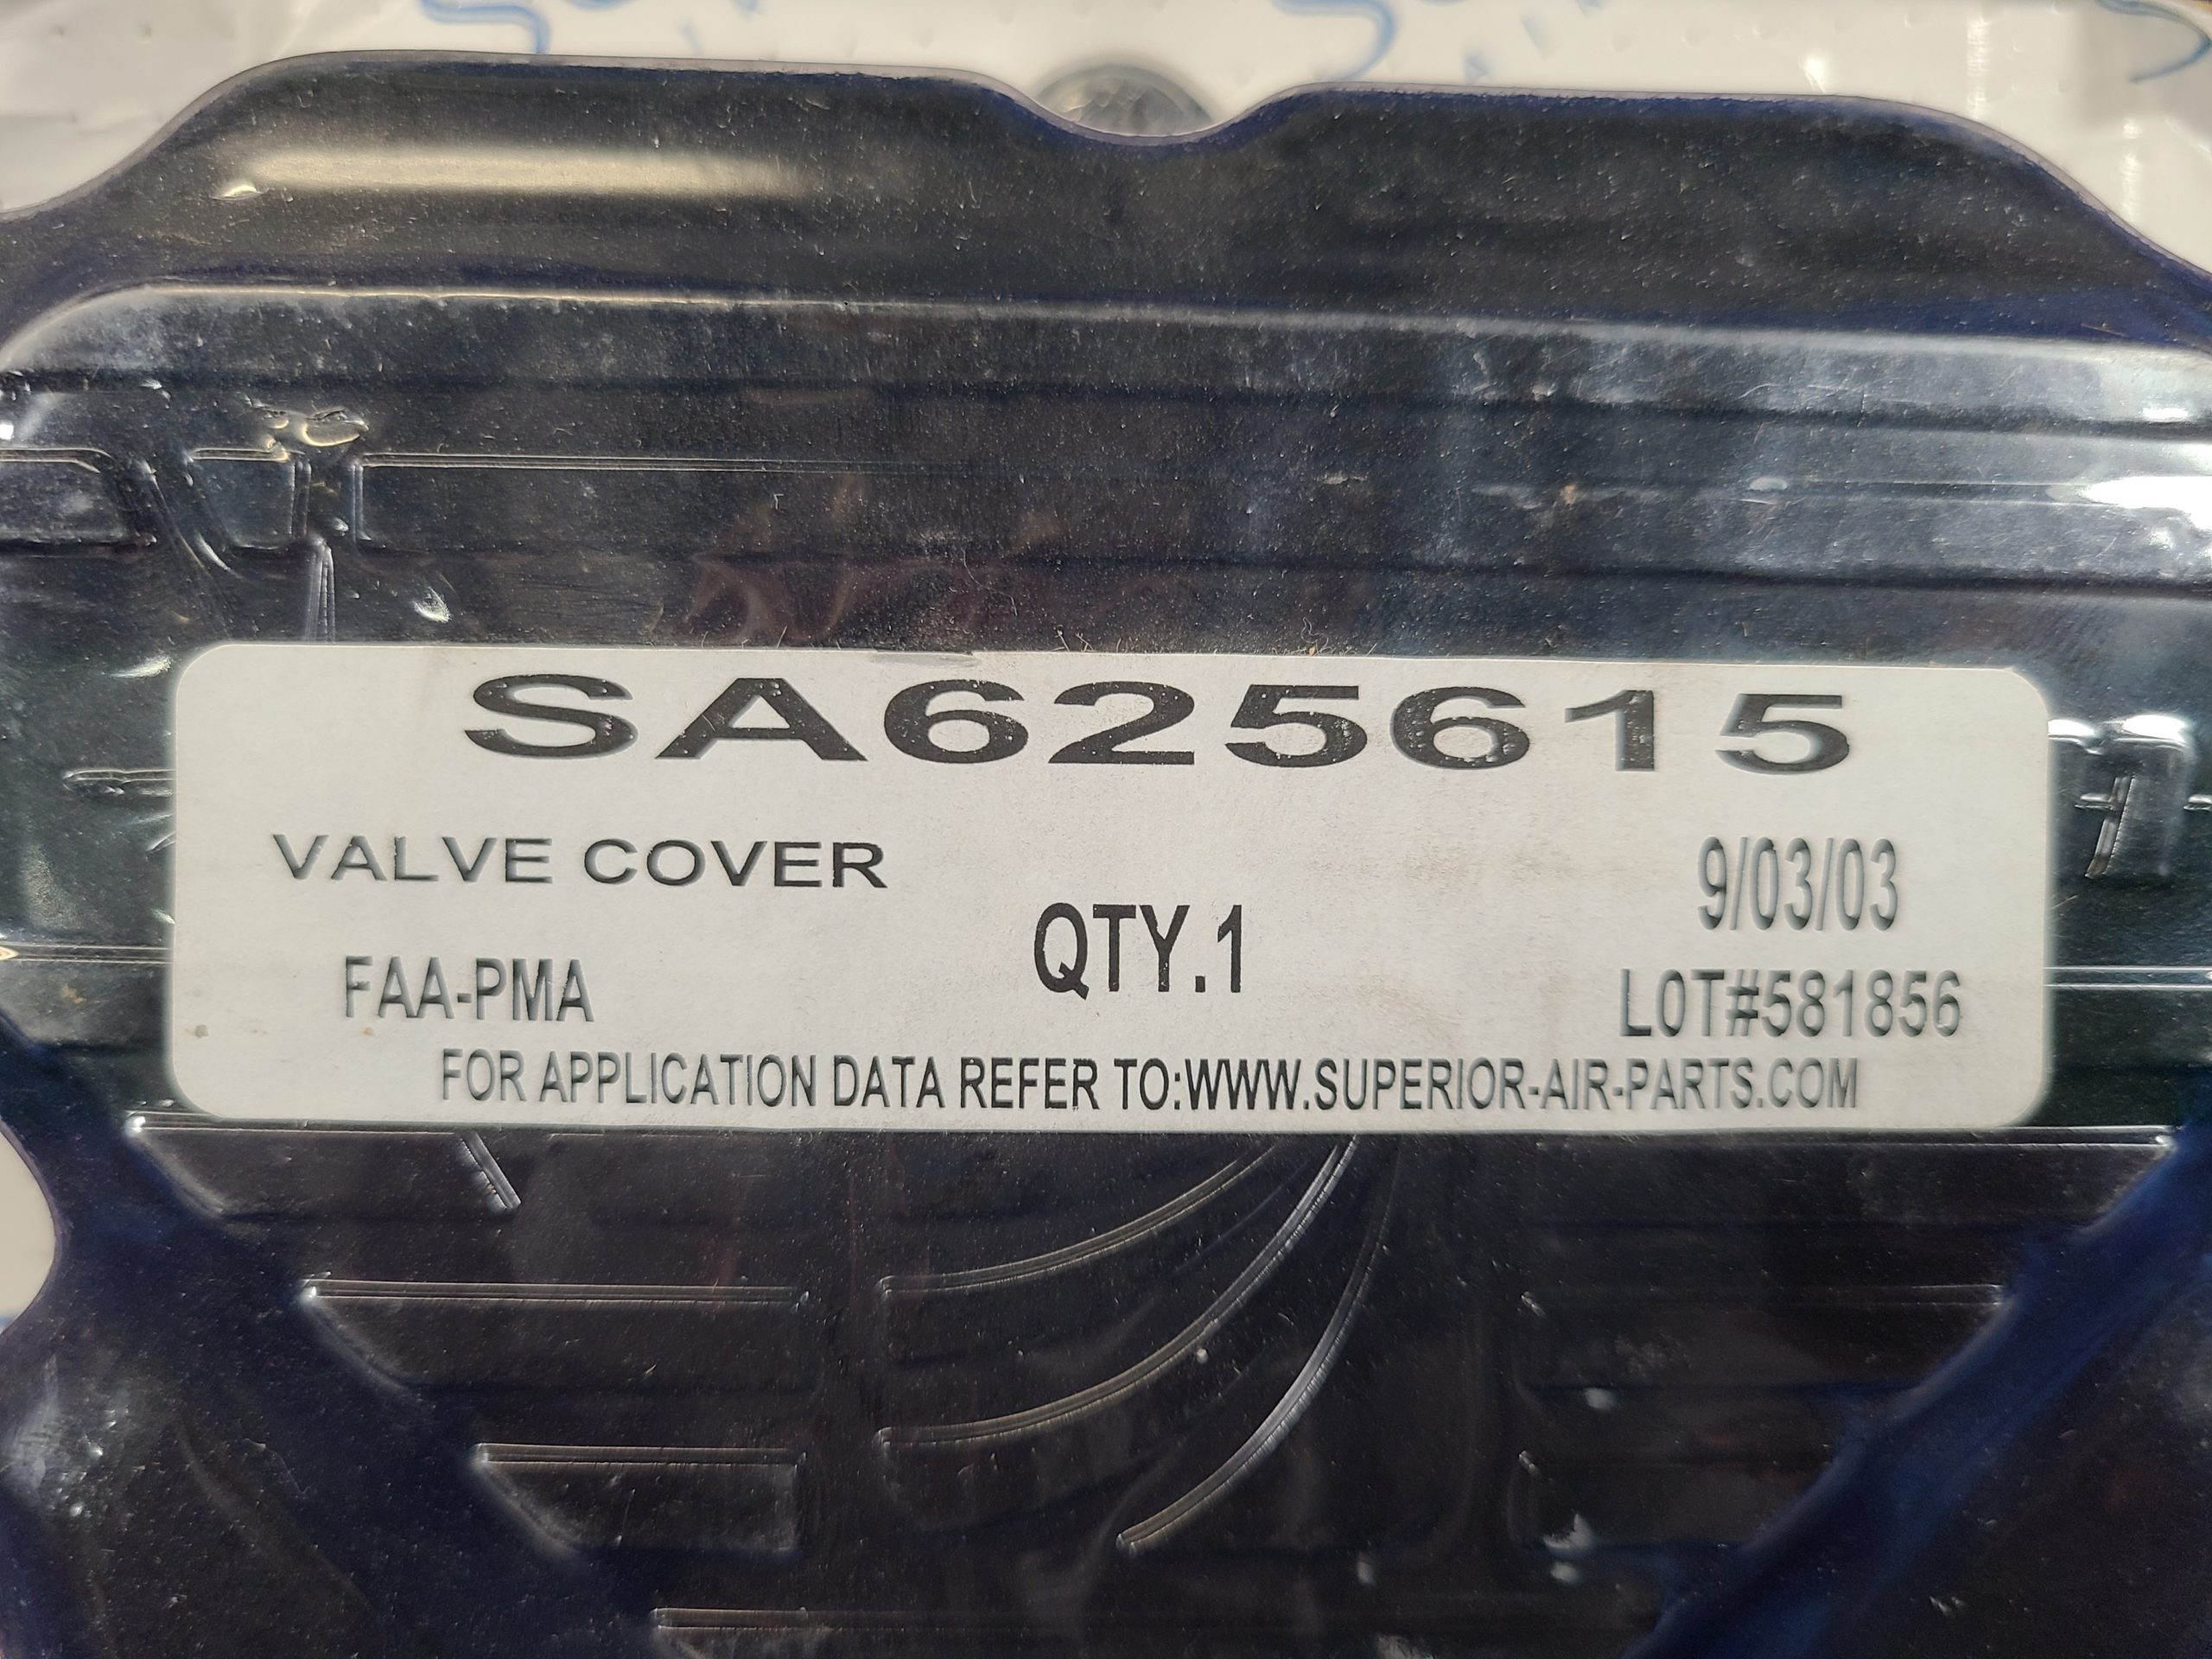 SA625615
VALVE COVER
9/03/03
QTY.1
FAA-PMA
LOT#581856
FOR APPLICATION DATA REFER TO:WWW.SUPERIOR-AIR-PARTS.COM